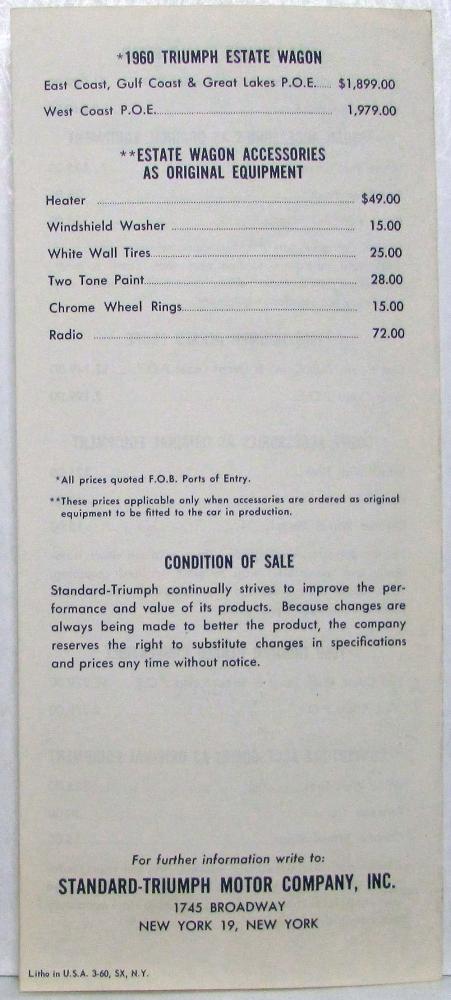 *1960 TRIUMPH ESTATE WAGON
East Coast, Gulf Coast & Great Lakes P.O.E...... $1,899.00
West Coast P.O.E. 1,979.00
**ESTATE WAGON ACCESSORIES
AS ORIGINAL EQUIPMENT
Heater $49.00
Windshield Washer 15.00
White Wall Tires 25.00
Two Tone Paint 28.00
Chrome Wheel Rings 15.00
Radio 72.00
*All prices quoted F.O.B. Ports of Entry.
**These prices applicable only when accessories are ordered as original
equipment to be fitted to the car in production.
CONDITION OF SALE
Standard-Triumph continually strives to improve the per-
formance and value of its products. Because changes are
always being made to better the product, the company
reserves the right to substitute changes in specifications
and prices any time without notice.
For further information write to:
STANDARD-TRIUMPH MOTOR COMPANY, INC.
1745 BROADWAY
NEW YORK 19, NEW YORK
Litho in U.S.A. 3-60, SX, N.Y.